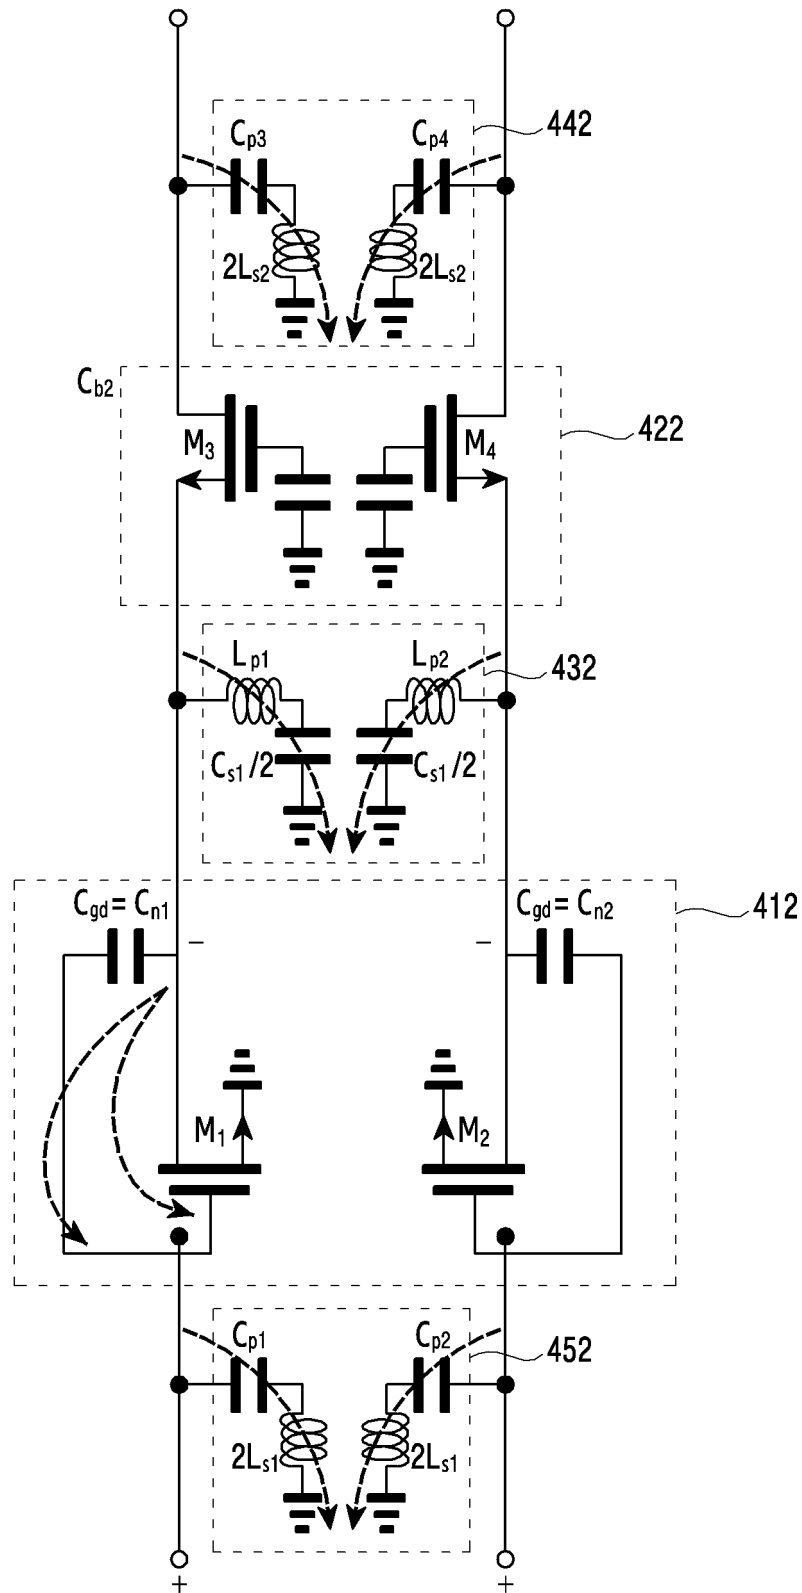 442
Cp3 Cp4
2Ls2 2Ls2
Cb2
422
M3 M4
Lp1 Lp2
432
Cs1/2 Cs1/2
Cgd= Cn1 Cgd= Cn2
412
− −
M1 M2
Cp1 Cp2
452
2Ls1 2Ls1
+ +